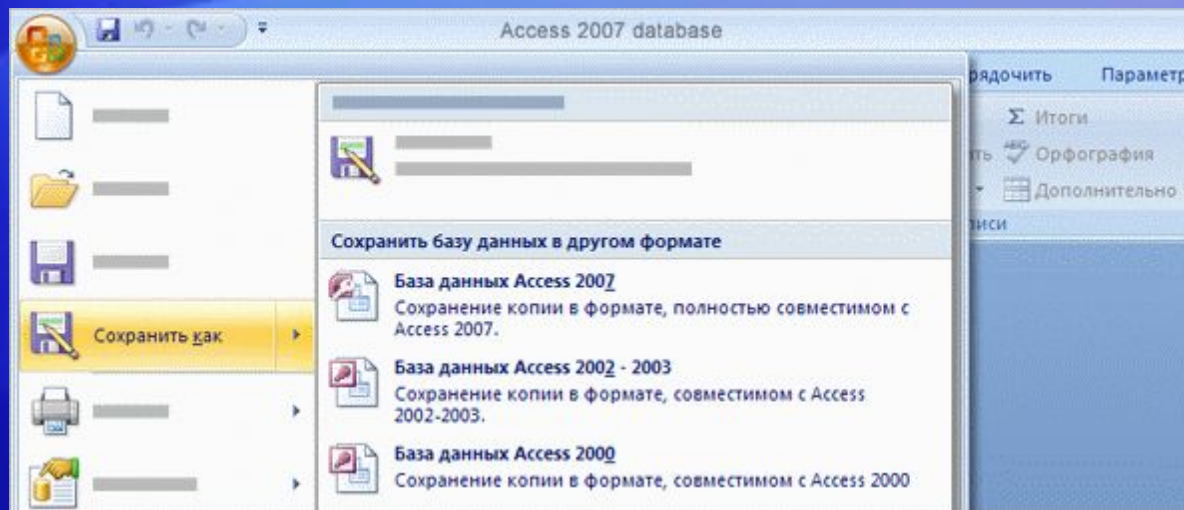 Access 2007 database
Параметр
Σ Итоги
Орфография
Дополнительно
Сохранить базу данных в другом формате
База данных Access 2007
Сохранение копии в формате, полностью совместимом с
Access 2007.
Сохранить как
База данных Access 2002 - 2003
Сохранение копии в формате, совместимом с Access
2002-2003.
База данных Access 2000
Сохранение копии в формате, совместимом с Access 2000